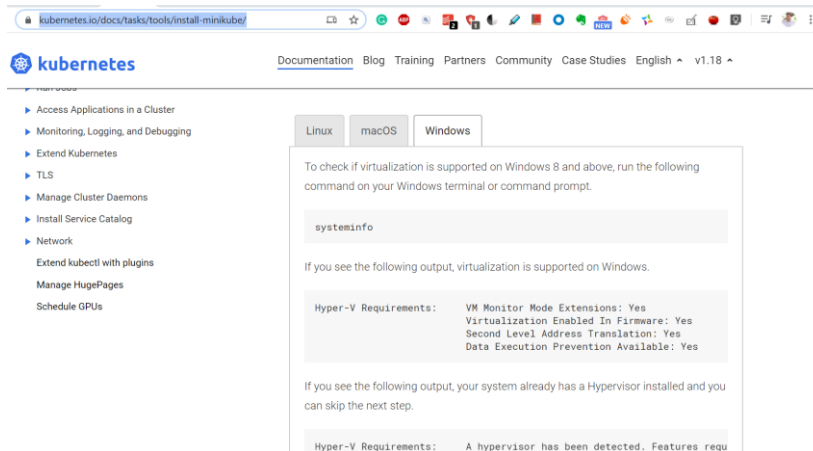 kubernetes.io/docs/tasks/tools/install-minikube/
ABP
2
1
NEW
kubernetes
Documentation Blog Training Partners Community Case Studies English v1.18
Run Jobs
Access Applications in a Cluster
Monitoring, Logging, and Debugging
Extend Kubernetes
TLS
Manage Cluster Daemons
Install Service Catalog
Network
Extend kubectl with plugins
Manage HugePages
Schedule GPUs
Linux macOS Windows
To check if virtualization is supported on Windows 8 and above, run the following
command on your Windows terminal or command prompt.
systeminfo
If you see the following output, virtualization is supported on Windows.
Hyper-V Requirements: VM Monitor Mode Extensions: Yes
Virtualization Enabled In Firmware: Yes
Second Level Address Translation: Yes
Data Execution Prevention Available: Yes
If you see the following output, your system already has a Hypervisor installed and you
can skip the next step.
Hyper-V Requirements: A hypervisor has been detected. Features requ